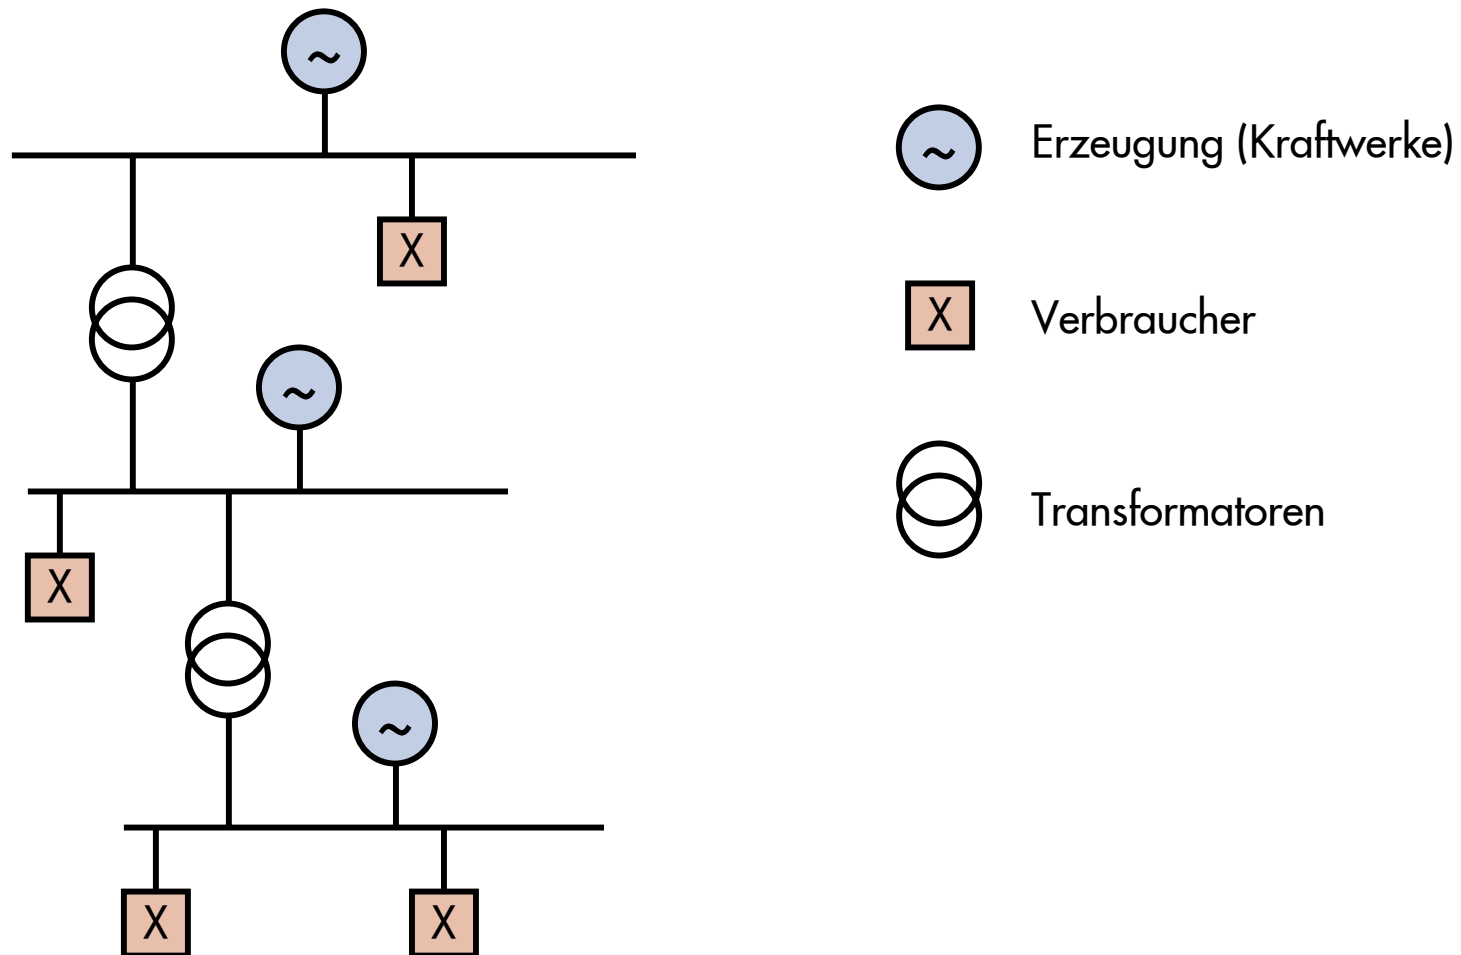 ~
Erzeugung (Kraftwerke)
~
X
X
Verbraucher
~
Transformatoren
X
~
X
X